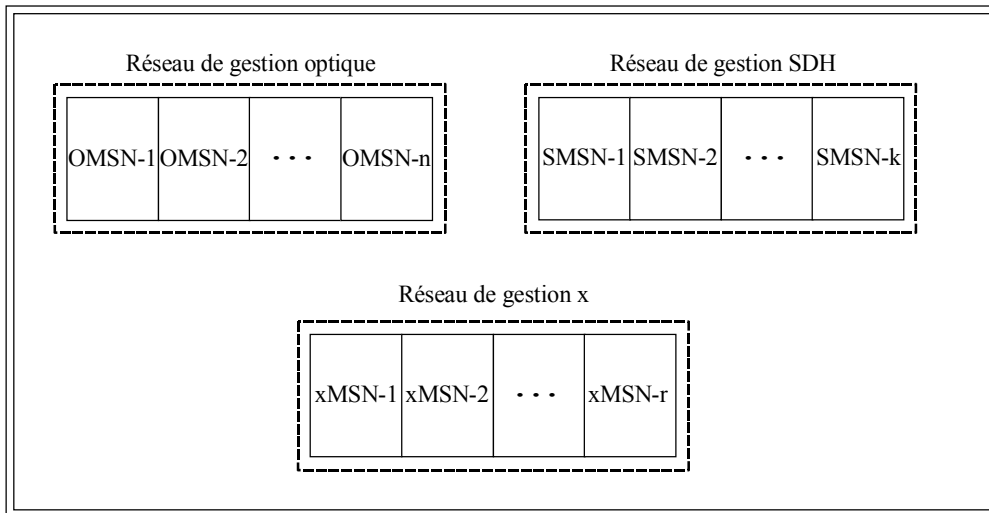 Réseau de gestion optique
OMSN-1 OMSN-2 • • • OMSN-n
Réseau de gestion SDH
SMSN-1 SMSN-2 • • • SMSN-k
Réseau de gestion x
xMSN-1 xMSN-2 • • • xMSN-r